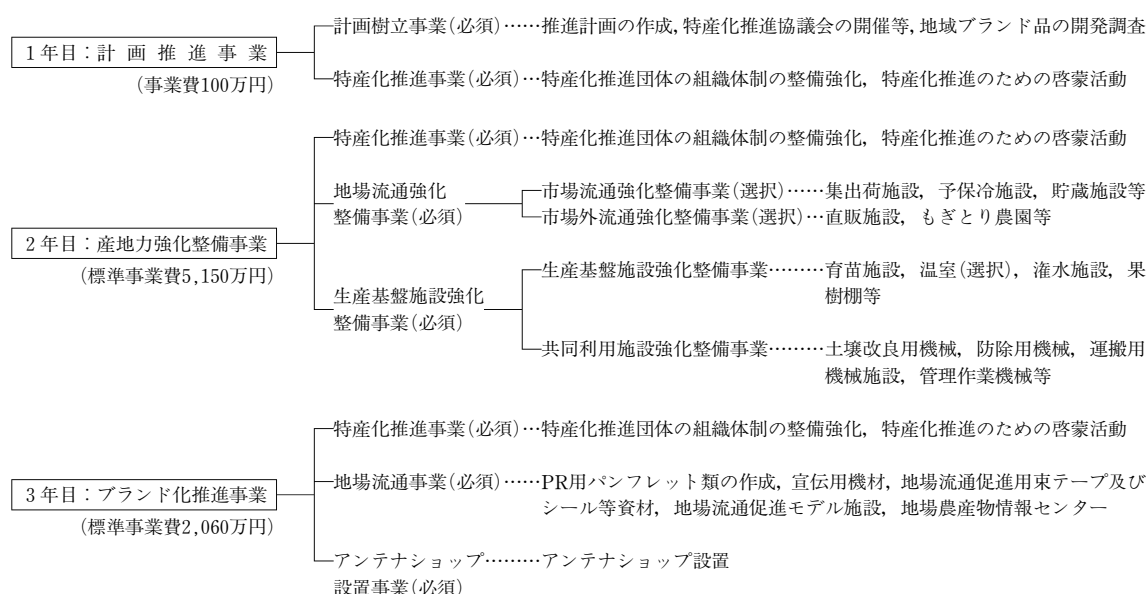 計画樹立事業(必須)……推進計画の作成,特産化推進協議会の開催等,地域ブランド品の開発調査
1年目：計画推進事業
(事業費100万円)
特産化推進事業(必須)…特産化推進団体の組織体制の整備強化，特産化推進のための啓蒙活動
特産化推進事業(必須)…特産化推進団体の組織体制の整備強化，特産化推進のための啓蒙活動
地場流通強化
整備事業(必須)
市場流通強化整備事業(選択)……集出荷施設，予保冷施設，貯蔵施設等
市場外流通強化整備事業(選択)…直販施設，もぎとり農園等
2年目：産地力強化整備事業
(標準事業費5,150万円)
生産基盤施設強化
整備事業(必須)
生産基盤施設強化整備事業………育苗施設，温室(選択)，潅水施設，果
樹棚等
共同利用施設強化整備事業………土壌改良用機械，防除用機械，運搬用
機械施設，管理作業機械等
特産化推進事業(必須)…特産化推進団体の組織体制の整備強化，特産化推進のための啓蒙活動
3年目：ブランド化推進事業
(標準事業費2,060万円)
地場流通事業(必須)……PR用パンフレット類の作成，宣伝用機材，地場流通促進用束テープ及び
シール等資材，地場流通促進モデル施設，地場農産物情報センター
アンテナショップ………アンテナショップ設置
設置事業(必須)